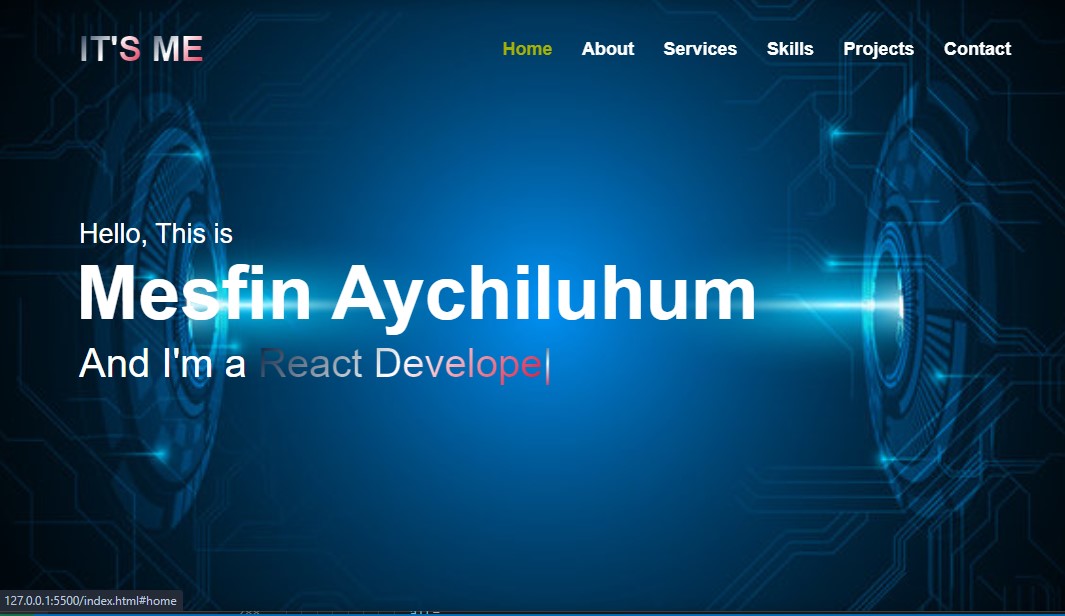 IT'S ME
Home About Services Skills Projects Contact
Hello, This is
Mesfin Aychiluhum
And I'm a React Develope|
127.0.0.1:5500/index.html#home